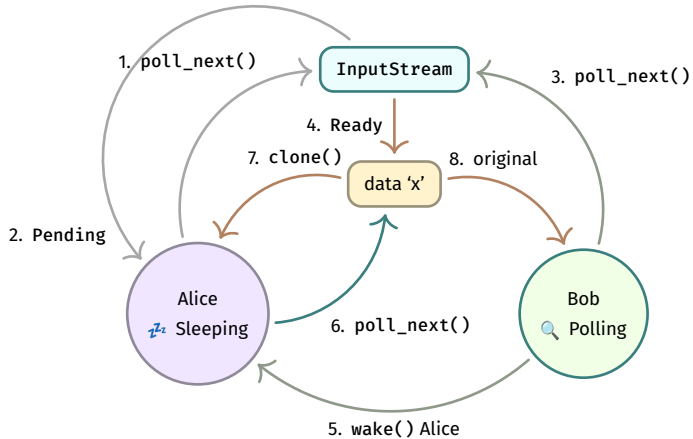 1. poll_next()
InputStream
3. poll_next()
4. Ready
7. clone()
8. original
data ‘x’
2. Pending
Alice
💤 Sleeping
Bob
🔍 Polling
6. poll_next()
5. wake() Alice